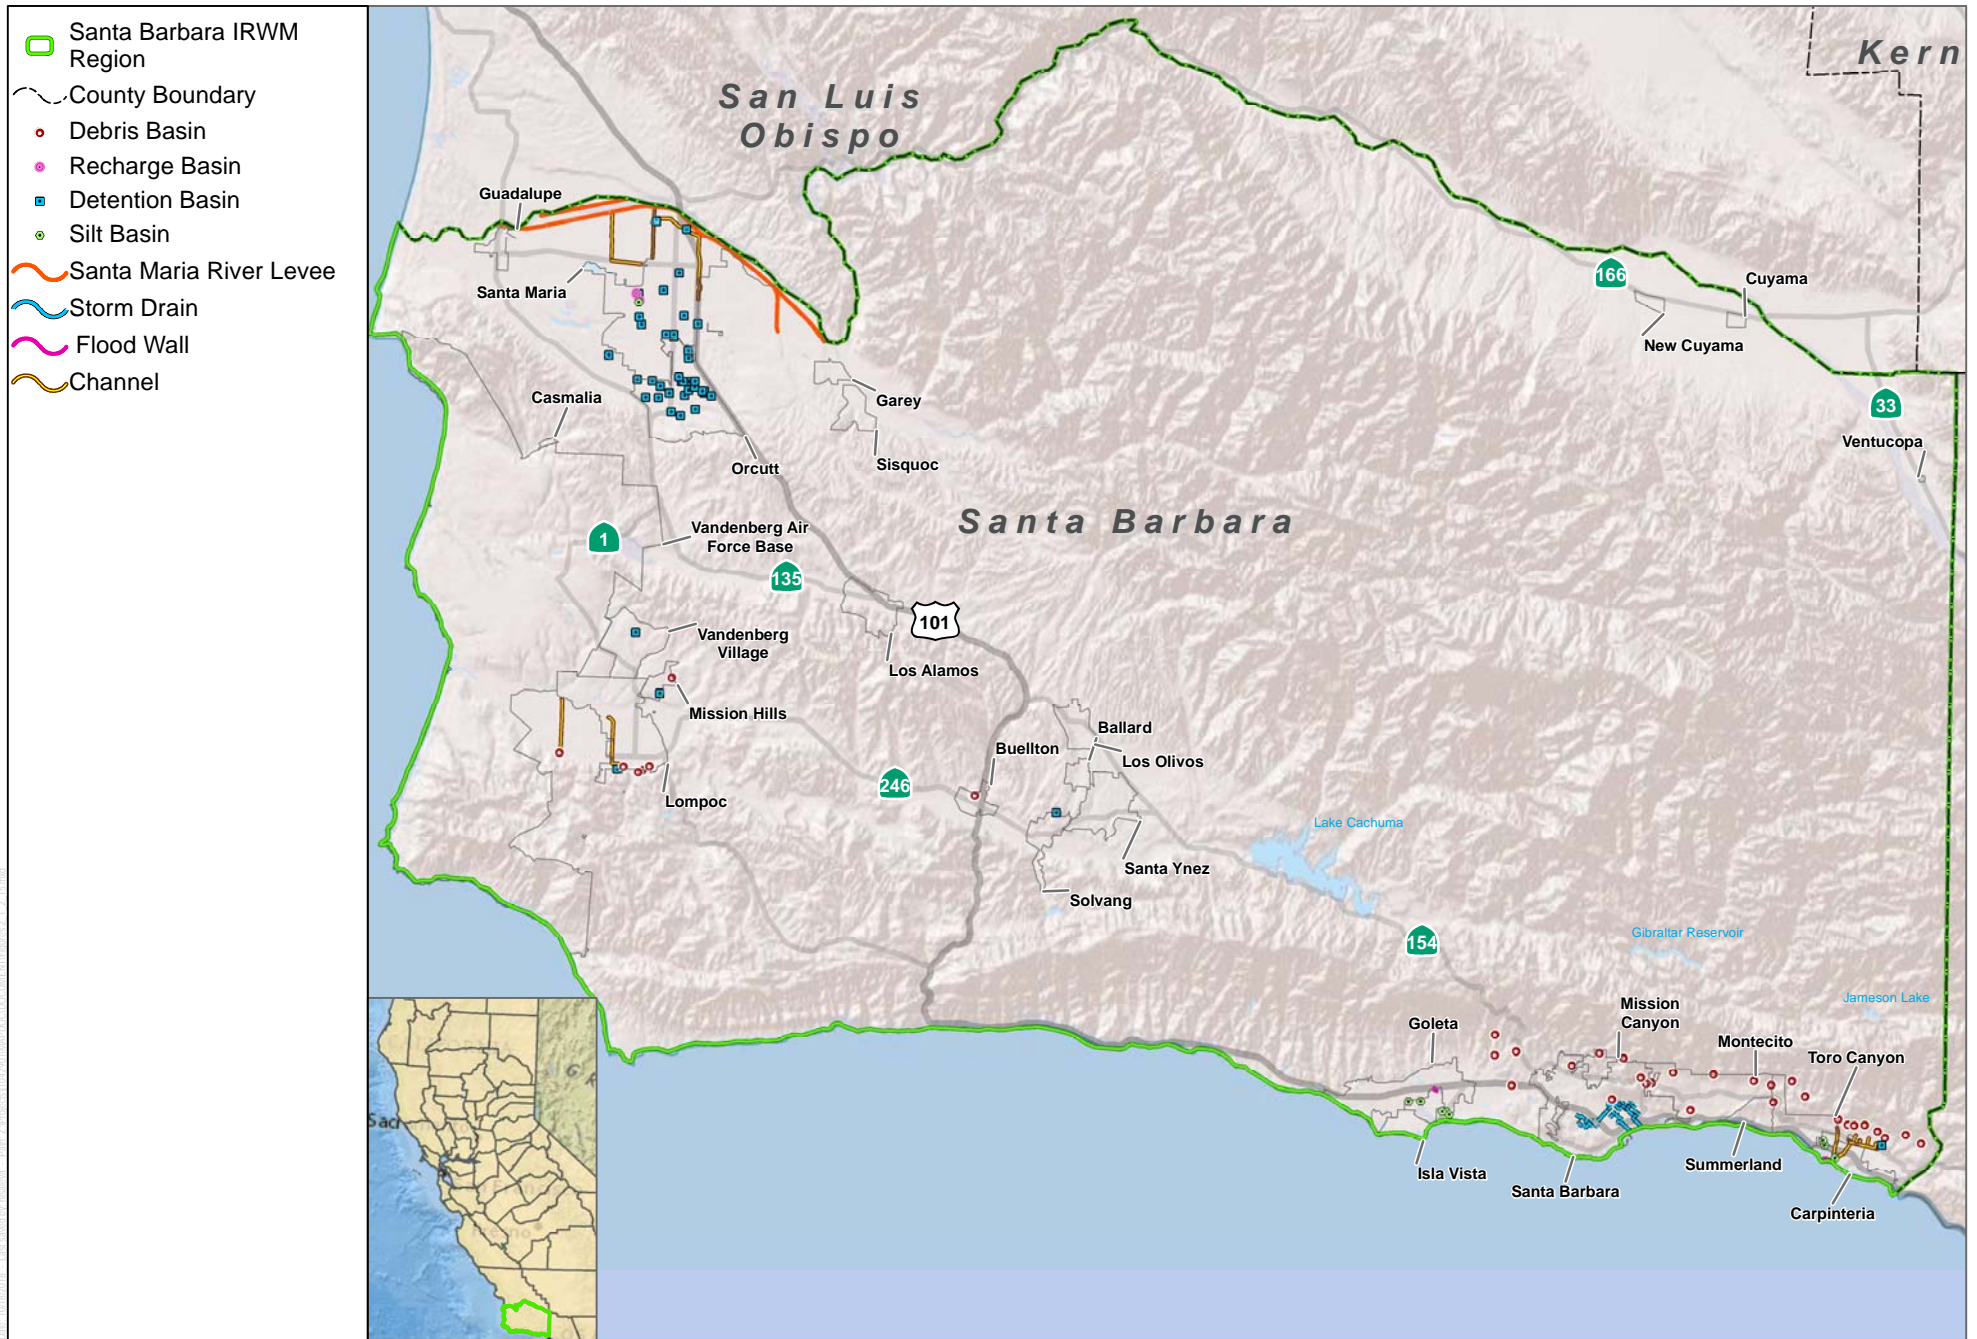 Santa Barbara IRWM
Region
County Boundary
Debris Basin
Recharge Basin
Detention Basin
Silt Basin
Santa Maria River Levee
Storm Drain
Flood Wall
Channel
Kern
San Luis
Obispo
Guadalupe
Santa Maria
166
Cuyama
New Cuyama
33
Ventucopa
Casmalia
Garey
Orcutt
Sisquoc
Santa Barbara
1
Vandenberg Air
Force Base
135
101
Vandenberg
Village
Los Alamos
Mission Hills
Ballard
Buellton
Los Olivos
246
Lompoc
Lake Cachuma
Santa Ynez
Solvang
154
Gibraltar Reservoir
Jameson Lake
Mission
Canyon
Goleta
Montecito
Toro Canyon
Isla Vista
Santa Barbara
Summerland
Carpinteria